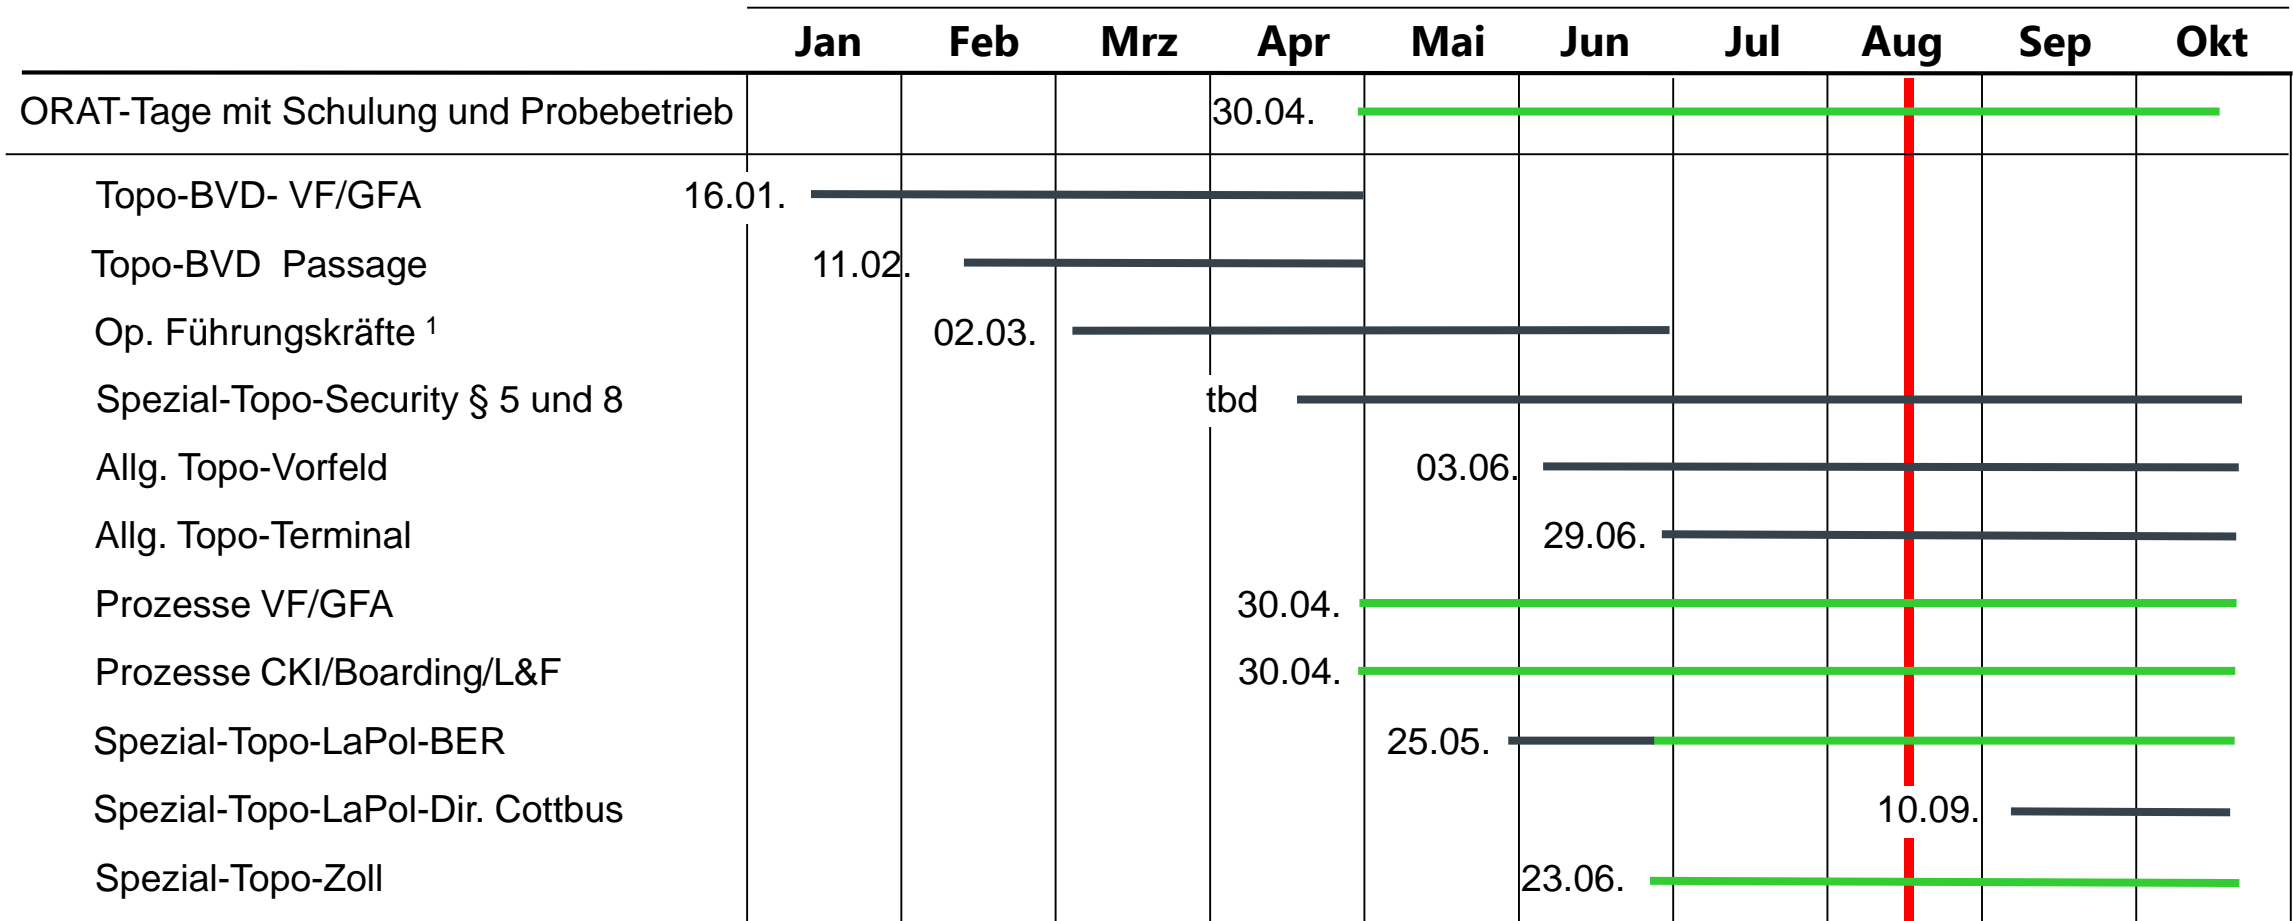 Jan Feb Mrz Apr Mai Jun Jul Aug Sep Okt
ORAT-Tage mit Schulung und Probebetrieb 30.04.
Topo-BVD- VF/GFA 16.01.
Topo-BVD Passage 11.02.
Op. Führungskräfte ¹ 02.03.
Spezial-Topo-Security § 5 und 8 tbd
Allg. Topo-Vorfeld 03.06.
Allg. Topo-Terminal 29.06.
Prozesse VF/GFA 30.04.
Prozesse CKI/Boarding/L&F 30.04.
Spezial-Topo-LaPol-BER 25.05.
Spezial-Topo-LaPol-Dir. Cottbus 10.09.
Spezial-Topo-Zoll 23.06.